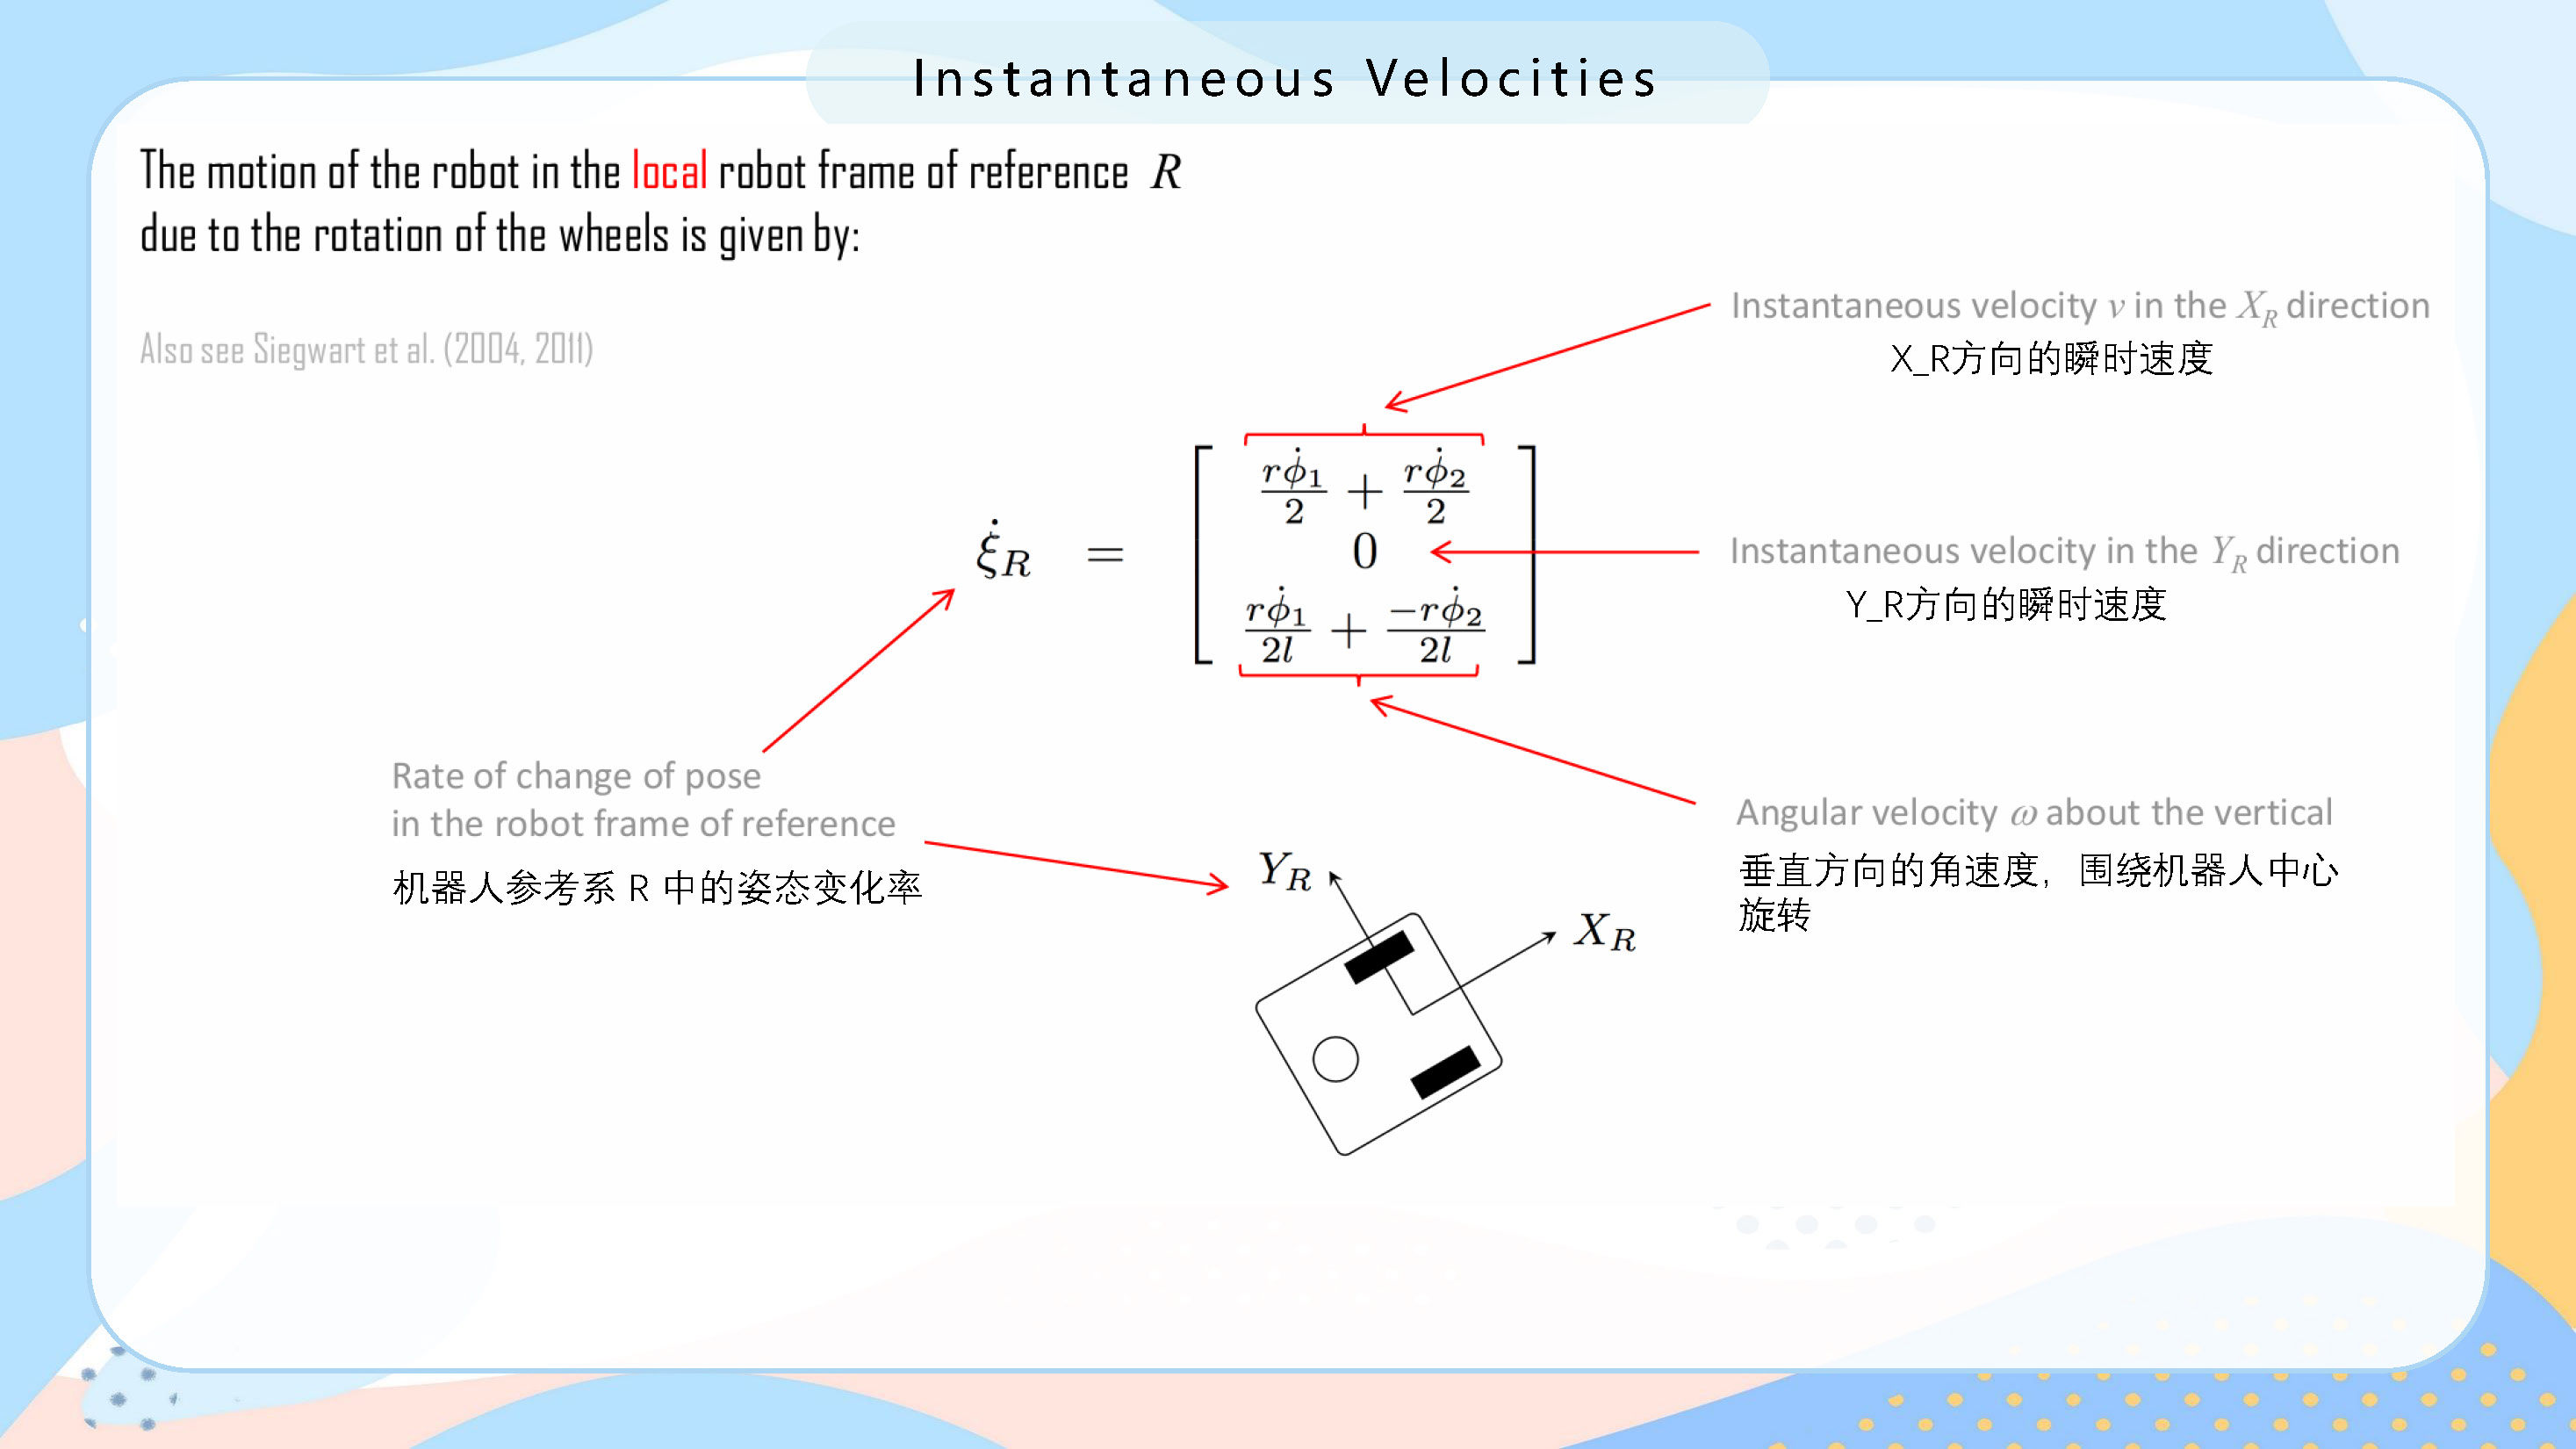 Instantaneous Velocities
The motion of the robot in the local robot frame of reference R
due to the rotation of the wheels is given by:
Also see Siegwart et al. (2004, 2011)
Instantaneous velocity v in the X_R direction
X_R方向的瞬时速度
\dot{\xi}_R = \begin{bmatrix} \frac{r\dot{\phi}_1}{2} + \frac{r\dot{\phi}_2}{2} \\ 0 \\ \frac{r\dot{\phi}_1}{2l} + \frac{-r\dot{\phi}_2}{2l} \end{bmatrix}
Instantaneous velocity in the Y_R direction
Y_R方向的瞬时速度
Rate of change of pose
in the robot frame of reference
机器人参考系 R 中的姿态变化率
Angular velocity ω about the vertical
垂直方向的角速度，围绕机器人中心
旋转
Y_R
X_R